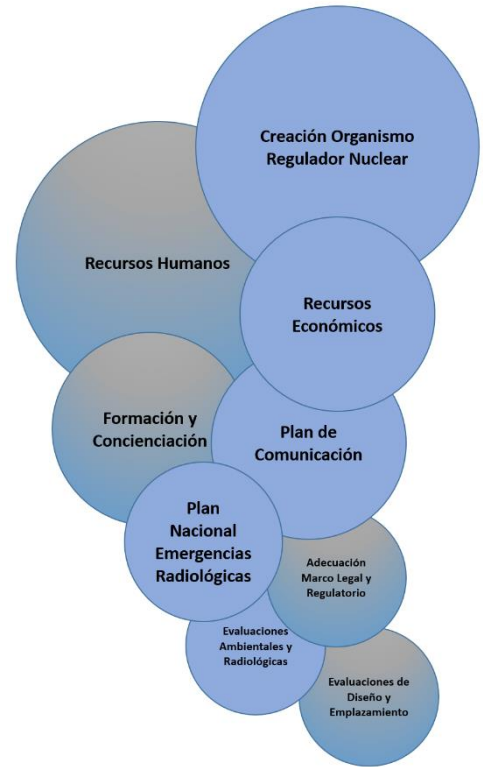 Creación Organismo
Regulador Nuclear
Recursos Humanos
Recursos
Económicos
Formación y
Concienciación
Plan de
Comunicación
Plan
Nacional
Emergencias
Radiológicas
Adecuación
Marco Legal y
Regulatorio
Evaluaciones
Ambientales y
Radiológicas
Evaluaciones de
Diseño y
Emplazamiento